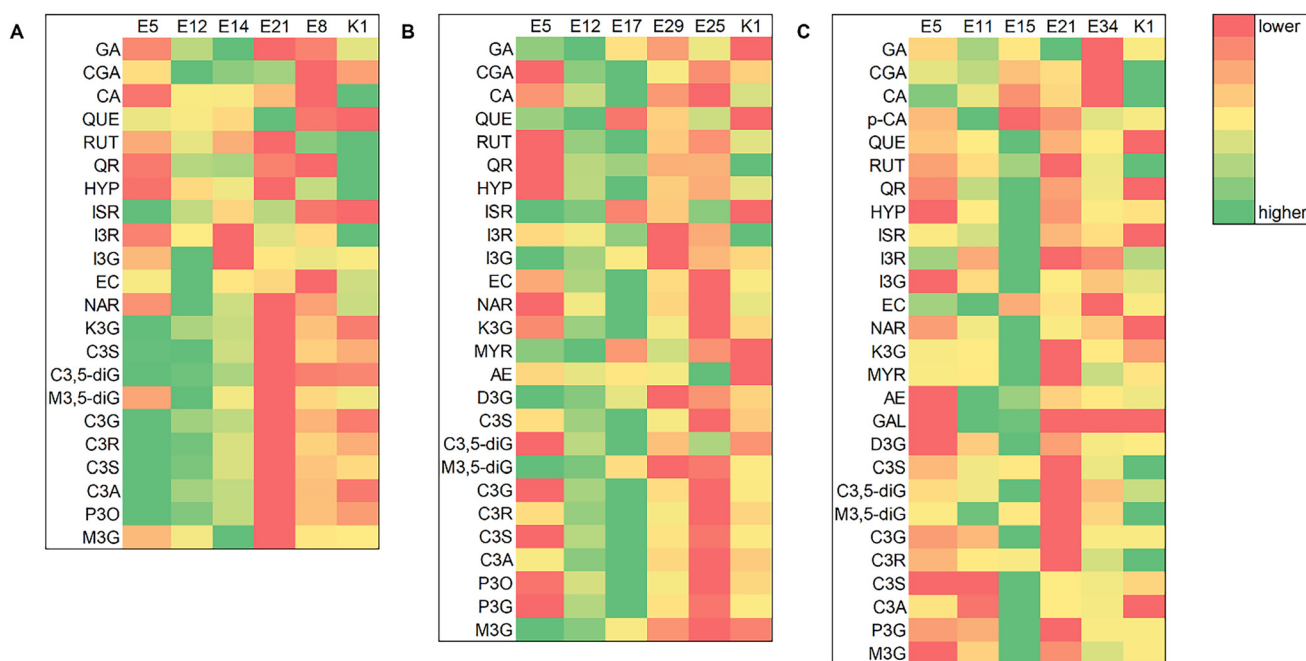 A
E5 E12 E14 E21 E8 K1
GA
CGA
CA
QUE
RUT
QR
HYP
ISR
I3R
I3G
EC
NAR
K3G
C3S
C3,5-diG
M3,5-diG
C3G
C3R
C3S
C3A
P3O
M3G
B
E5 E12 E17 E29 E25 K1
GA
CGA
CA
QUE
RUT
QR
HYP
ISR
I3R
I3G
EC
NAR
K3G
MYR
AE
D3G
C3S
C3,5-diG
M3,5-diG
C3G
C3R
C3S
C3A
P3O
P3G
M3G
C
E5 E11 E15 E21 E34 K1
GA
CGA
CA
p-CA
QUE
RUT
QR
HYP
ISR
I3R
I3G
EC
NAR
K3G
MYR
AE
GAL
D3G
C3S
C3,5-diG
M3,5-diG
C3G
C3R
C3S
C3A
P3G
M3G
lower
higher